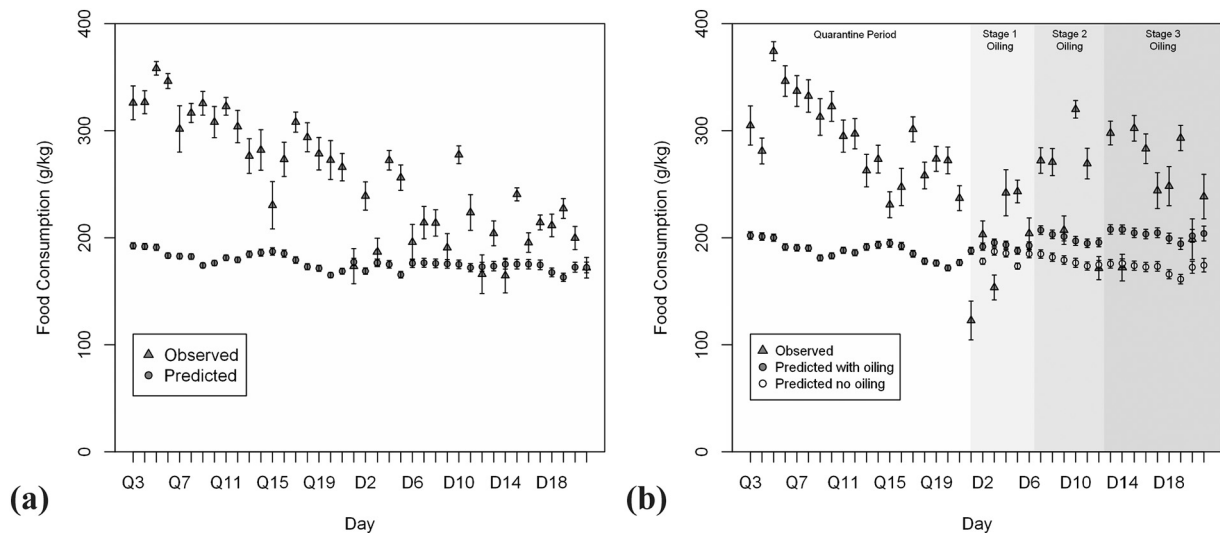 400
300
200
100
0
Food Consumption (g/kg)
Observed
Predicted
Q3 Q7 Q11 Q15 Q19 D2 D6 D10 D14 D18
Day
(a)
400
300
200
100
0
Food Consumption (g/kg)
Quarantine Period
Stage 1
Oiling
Stage 2
Oiling
Stage 3
Oiling
Observed
Predicted with oiling
Predicted no oiling
Q3 Q7 Q11 Q15 Q19 D2 D6 D10 D14 D18
Day
(b)